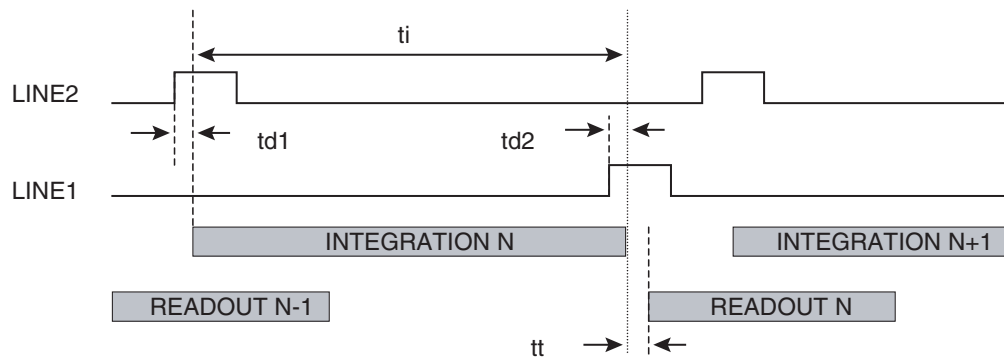 ti
LINE2
td1
td2
LINE1
INTEGRATION N
INTEGRATION N+1
READOUT N-1
READOUT N
tt